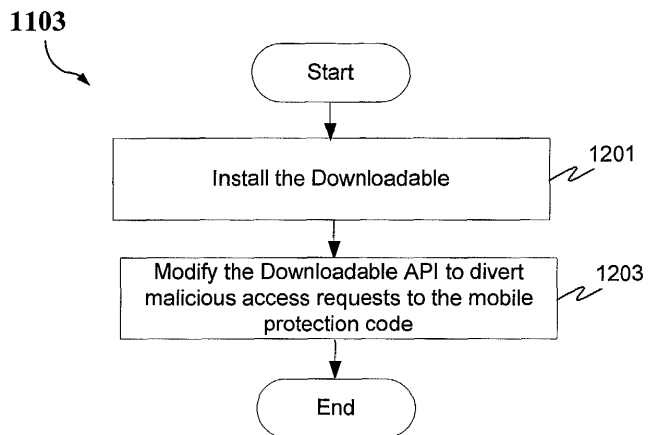 1103
Start
Install the Downloadable
1201
Modify the Downloadable API to divert
malicious access requests to the mobile
protection code
1203
End